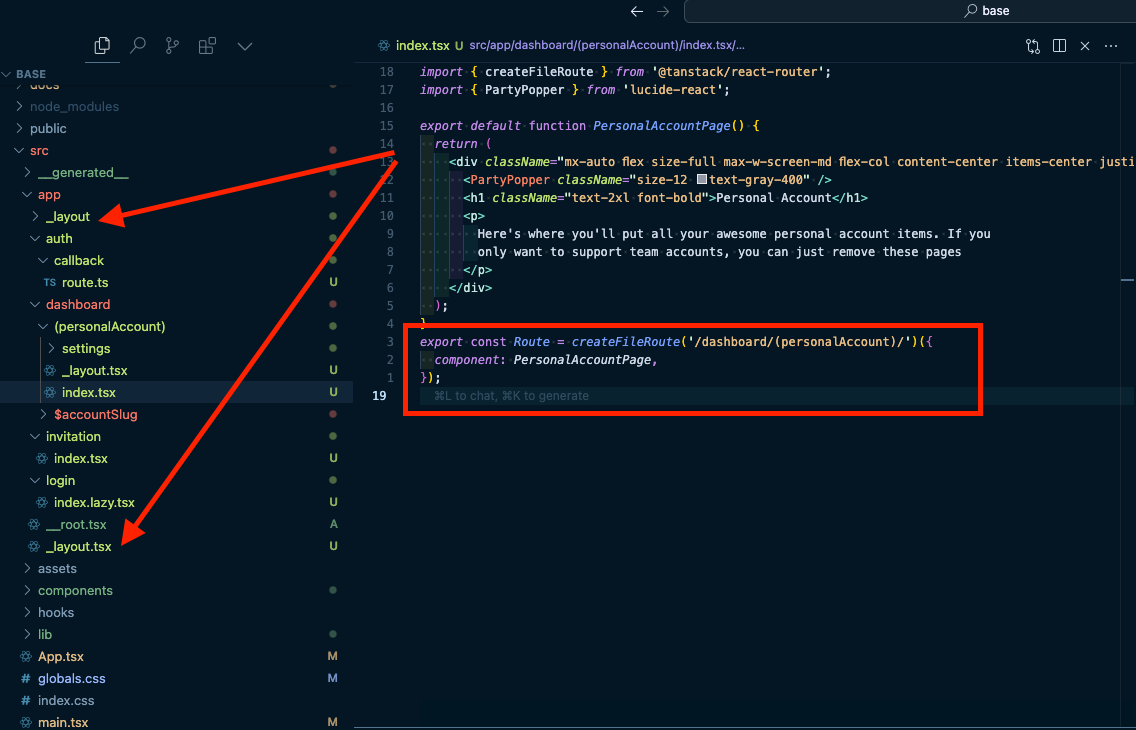 base
index.tsx U src/app/dashboard/(personalAccount)/index.tsx/...
BASE
docs
node_modules
public
src
__generated__
app
_layout
auth
callback
TS route.ts U
dashboard
(personalAccount)
settings
_layout.tsx U
index.tsx U
$accountSlug
invitation
index.tsx U
login
index.lazy.tsx U
__root.tsx A
_layout.tsx U
assets
components
hooks
lib
App.tsx M
# globals.css M
# index.css
main.tsx M
18 import { createFileRoute } from '@tanstack/react-router';
17 import { PartyPopper } from 'lucide-react';
16
15 export default function PersonalAccountPage() {
14 return (
13 <div className="mx-auto flex size-full max-w-screen-md flex-col content-center items-center justi
12 <PartyPopper className="size-12 text-gray-400" />
11 <h1 className="text-2xl font-bold">Personal Account</h1>
10 <p>
9 Here's where you'll put all your awesome personal account items. If you
8 only want to support team accounts, you can just remove these pages
7 </p>
6 </div>
5 );
4 }
3 export const Route = createFileRoute('/dashboard/(personalAccount)/')({
2 component: PersonalAccountPage,
1 });
19 ⌘L to chat, ⌘K to generate